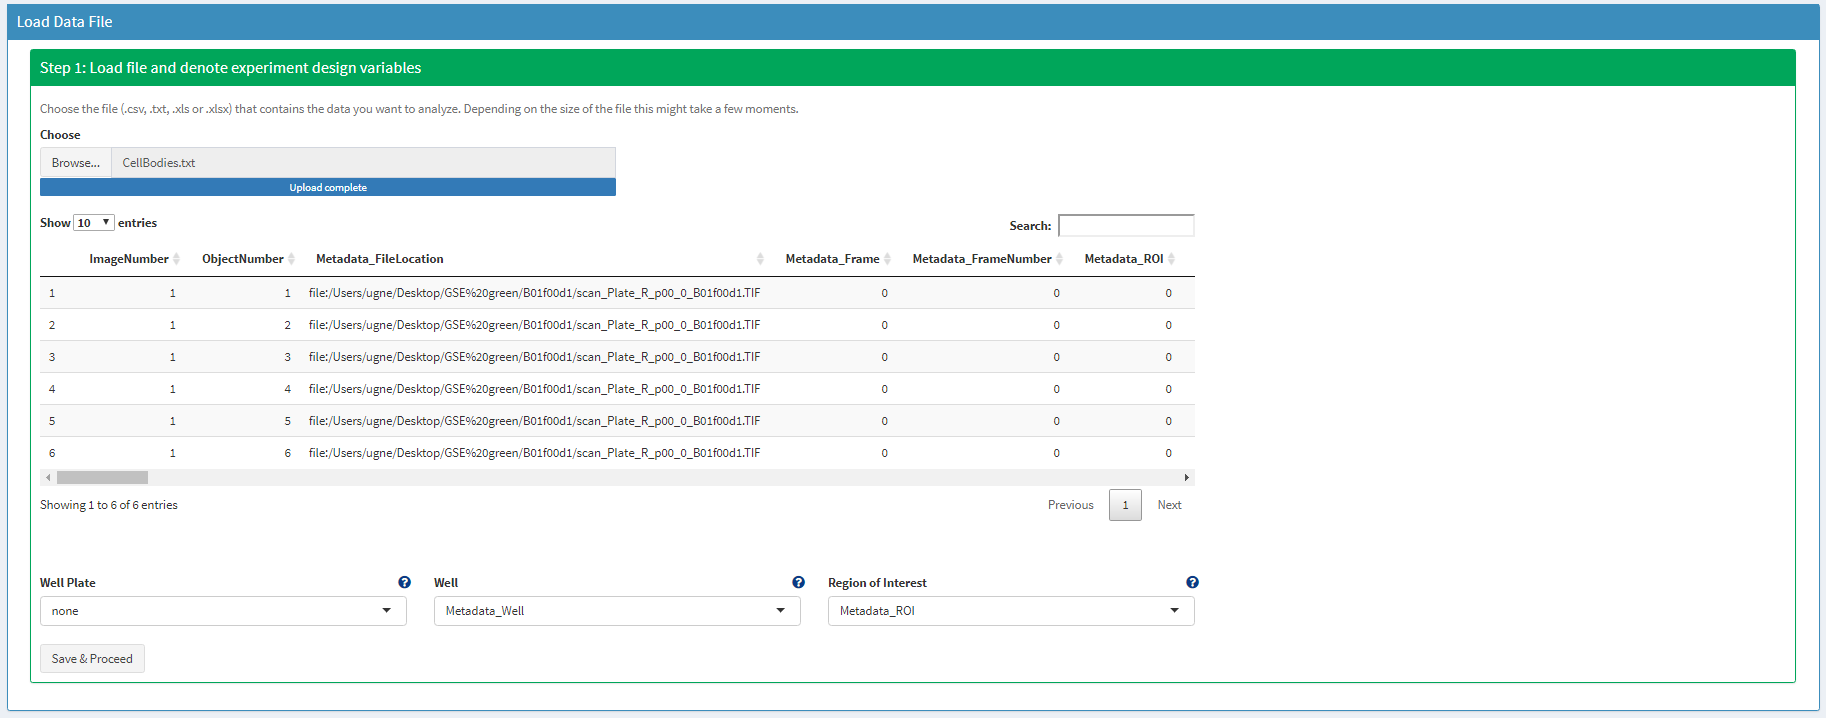 Load Data File
Step 1: Load file and denote experiment design variables
Choose the file (.csv, .txt, .xls or .xlsx) that contains the data you want to analyze. Depending on the size of the file this might take a few moments.
Choose
Browse... CellBodies.txt
Upload complete
Show 10 entries Search:
ImageNumber ObjectNumber Metadata_FileLocation Metadata_Frame Metadata_FrameNumber Metadata_ROI
1 1 1 file:/Users/ugne/Desktop/GSE%20green/B01f00d1/scan_Plate_R_p00_0_B01f00d1.TIF 0 0 0
2 1 2 file:/Users/ugne/Desktop/GSE%20green/B01f00d1/scan_Plate_R_p00_0_B01f00d1.TIF 0 0 0
3 1 3 file:/Users/ugne/Desktop/GSE%20green/B01f00d1/scan_Plate_R_p00_0_B01f00d1.TIF 0 0 0
4 1 4 file:/Users/ugne/Desktop/GSE%20green/B01f00d1/scan_Plate_R_p00_0_B01f00d1.TIF 0 0 0
5 1 5 file:/Users/ugne/Desktop/GSE%20green/B01f00d1/scan_Plate_R_p00_0_B01f00d1.TIF 0 0 0
6 1 6 file:/Users/ugne/Desktop/GSE%20green/B01f00d1/scan_Plate_R_p00_0_B01f00d1.TIF 0 0 0
Showing 1 to 6 of 6 entries Previous 1 Next
Well Plate ? Well ? Region of Interest ?
none Metadata_Well Metadata_ROI
Save & Proceed